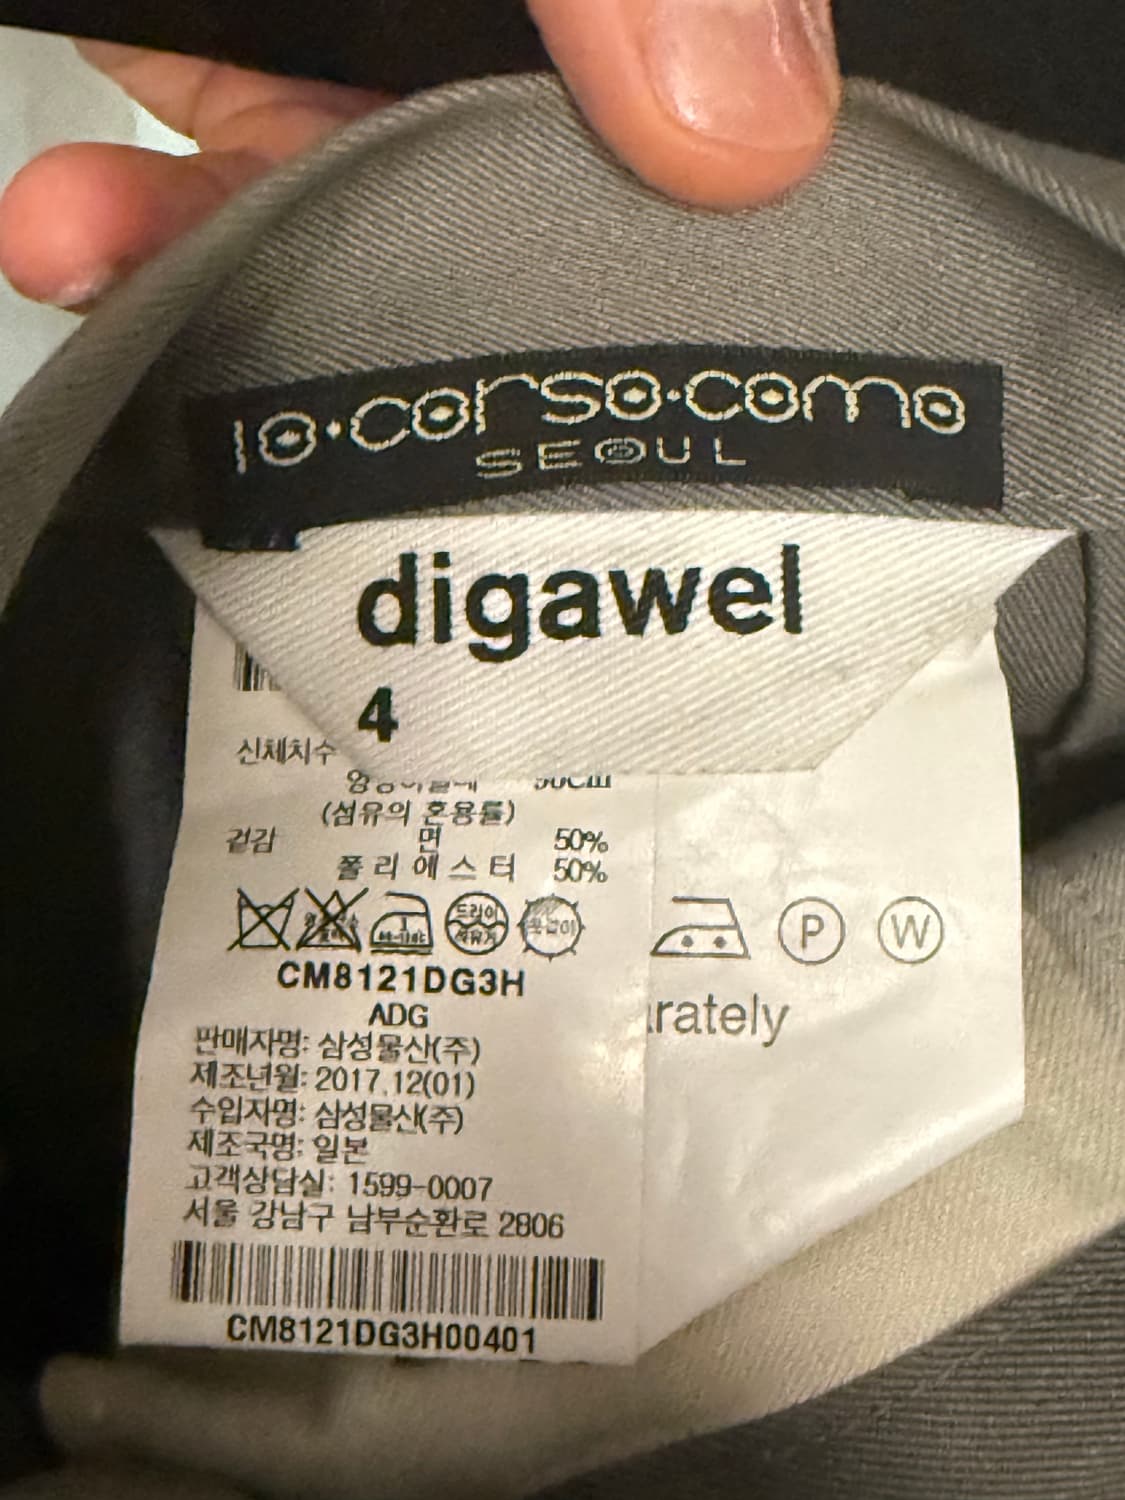 10·corso·como
SEOUL
digawel
4
신체치수
(섬유의 혼용률)
겉감 면 50%
폴리에스터 50%
드라이
P W
CM8121DG3H
ADG
rately
판매자명: 삼성물산(주)
제조년월: 2017.12(01)
수입자명: 삼성물산(주)
제조국명: 일본
고객상담실: 1599-0007
서울 강남구 남부순환로 2806
CM8121DG3H00401